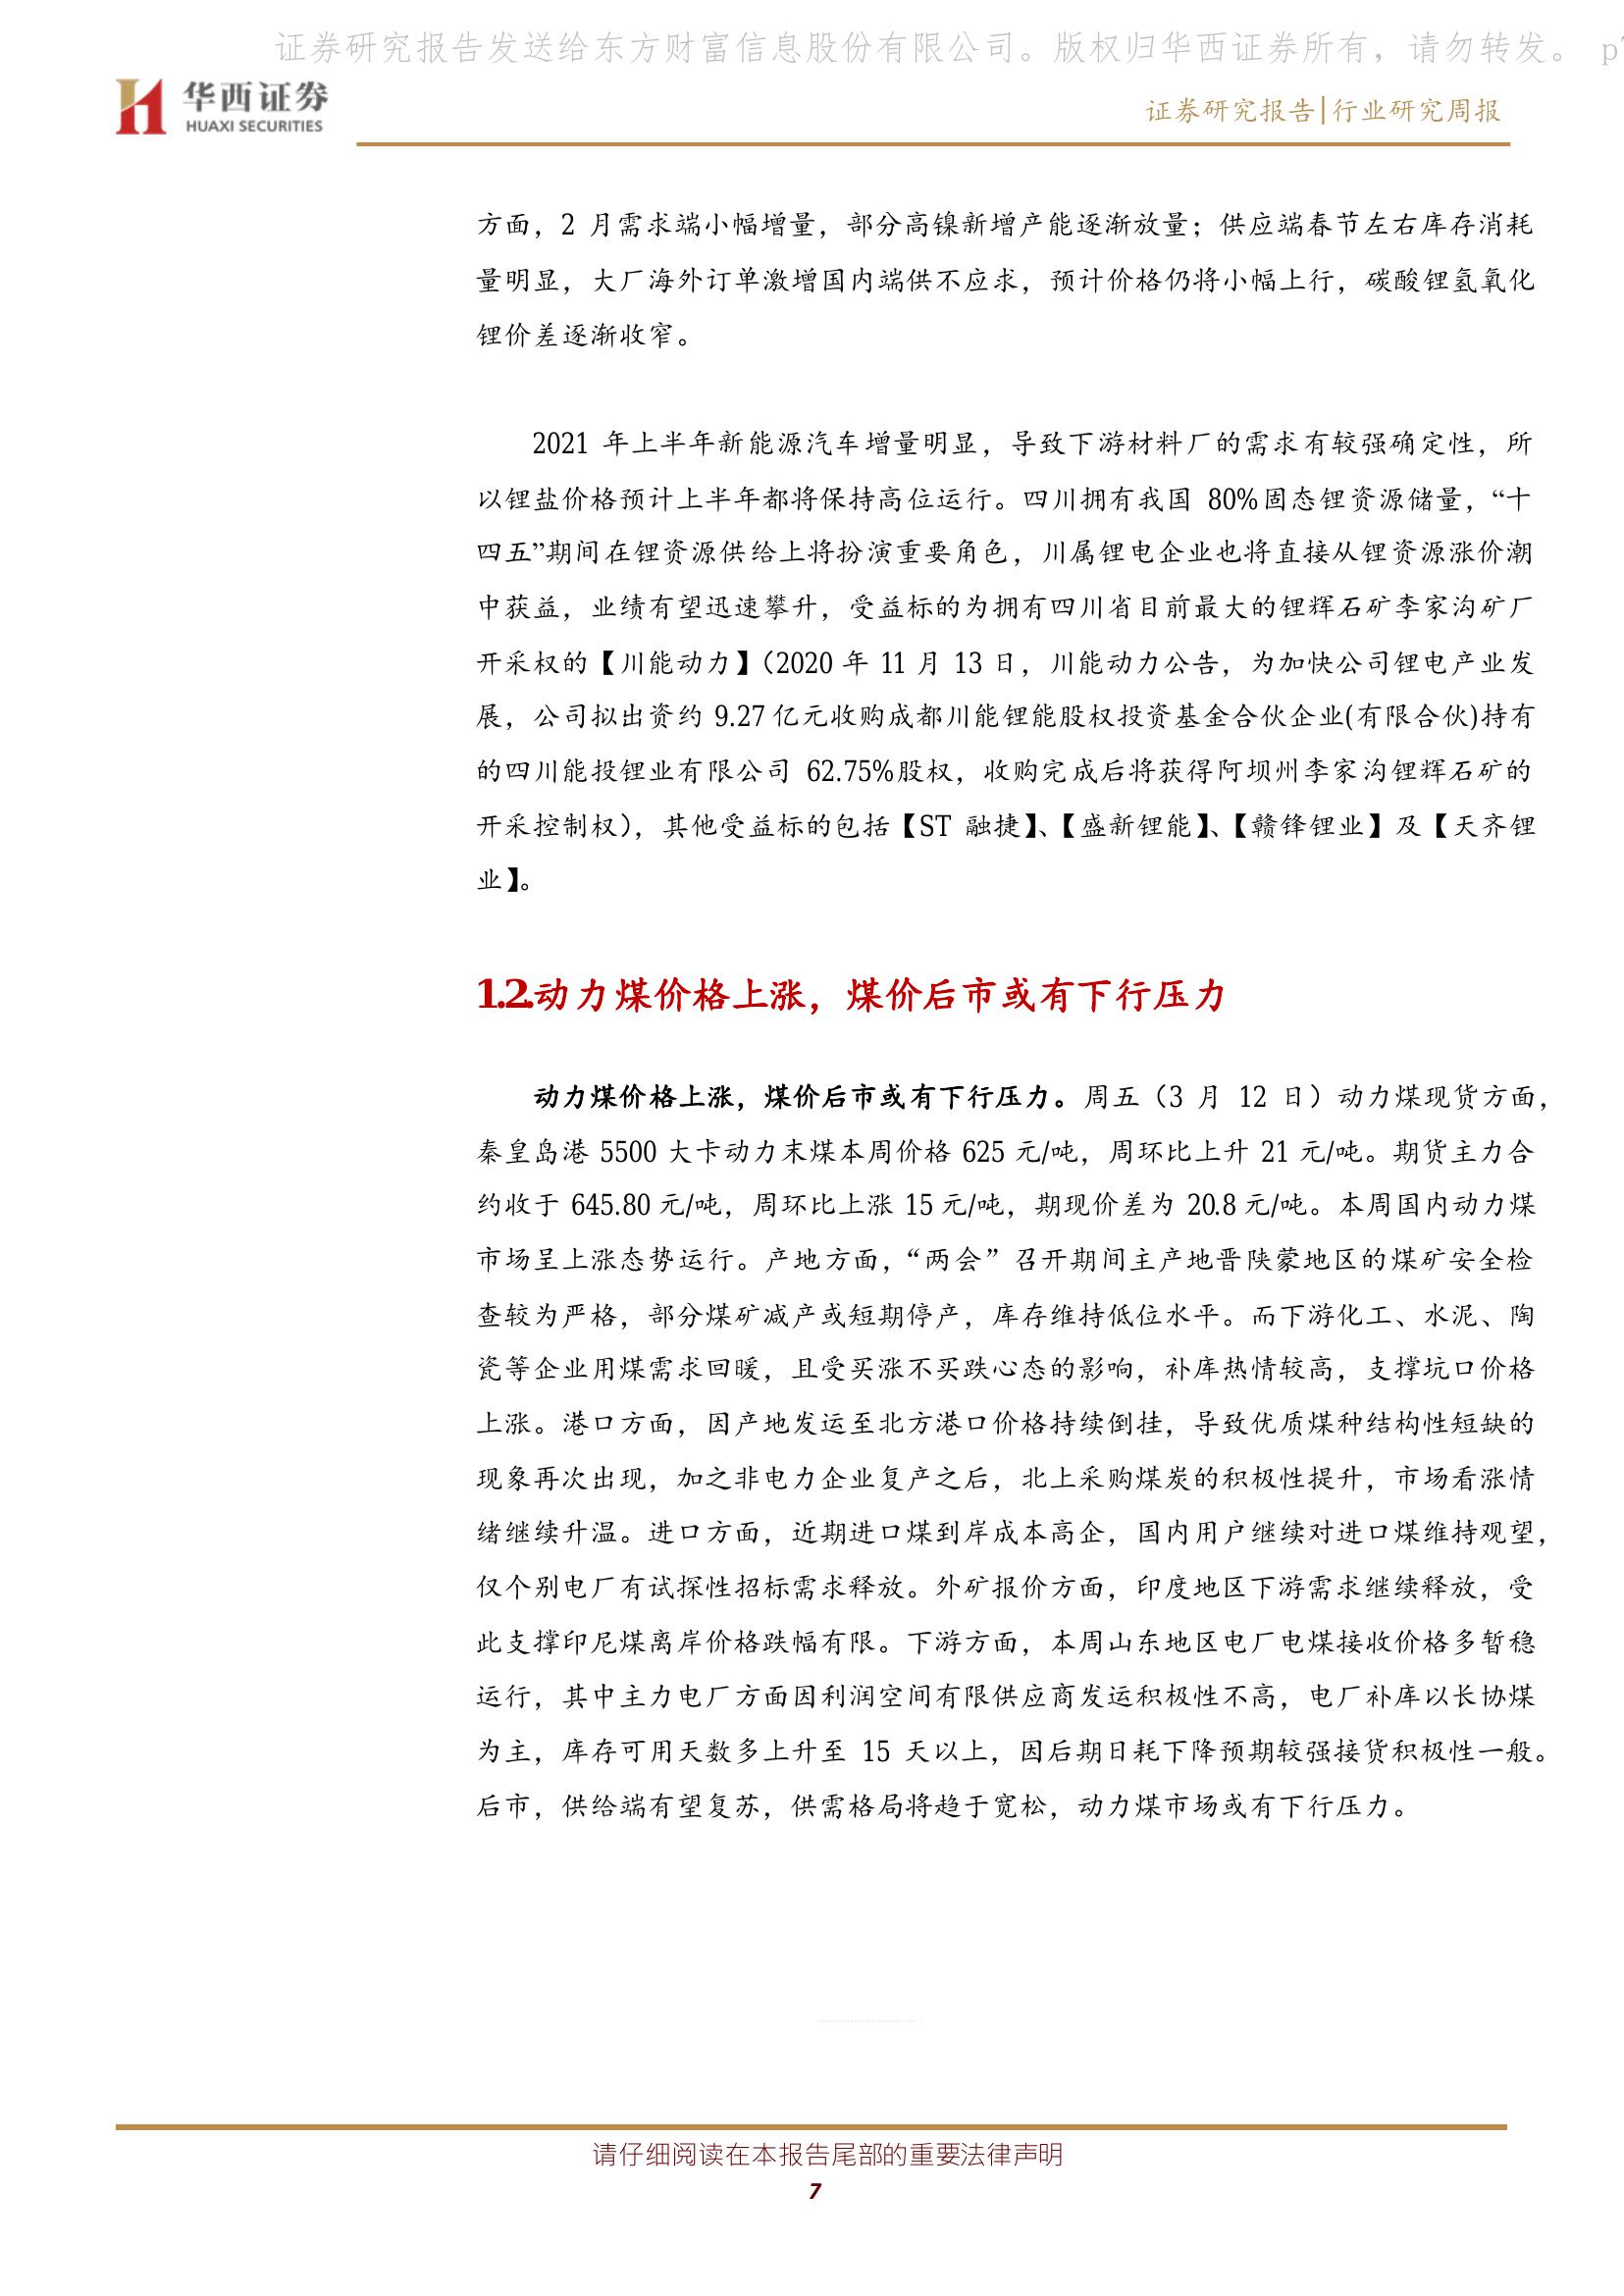 证券研究报告发送给东方财富信息股份有限公司。版权归华西证券所有，请勿转发。 p7
华西证券
HUAXI SECURITIES
证券研究报告|行业研究周报
方面，2 月需求端小幅增量，部分高镍新增产能逐渐放量；供应端春节左右库存消耗
量明显，大厂海外订单激增国内端供不应求，预计价格仍将小幅上行，碳酸锂氢氧化
锂价差逐渐收窄。
2021 年上半年新能源汽车增量明显，导致下游材料厂的需求有较强确定性，所
以锂盐价格预计上半年都将保持高位运行。四川拥有我国 80%固态锂资源储量，“十
四五”期间在锂资源供给上将扮演重要角色，川属锂电企业也将直接从锂资源涨价潮
中获益，业绩有望迅速攀升，受益标的为拥有四川省目前最大的锂辉石矿李家沟矿厂
开采权的【川能动力】（2020 年 11 月 13 日，川能动力公告，为加快公司锂电产业发
展，公司拟出资约 9.27 亿元收购成都川能锂能股权投资基金合伙企业(有限合伙)持有
的四川能投锂业有限公司 62.75%股权，收购完成后将获得阿坝州李家沟锂辉石矿的
开采控制权），其他受益标的包括【ST 融捷】、【盛新锂能】、【赣锋锂业】及【天齐锂
业】。
1.2.动力煤价格上涨，煤价后市或有下行压力
动力煤价格上涨，煤价后市或有下行压力。周五（3 月 12 日）动力煤现货方面，
秦皇岛港 5500 大卡动力末煤本周价格 625 元/吨，周环比上升 21 元/吨。期货主力合
约收于 645.80 元/吨，周环比上涨 15 元/吨，期现价差为 20.8 元/吨。本周国内动力煤
市场呈上涨态势运行。产地方面，“两会”召开期间主产地晋陕蒙地区的煤矿安全检
查较为严格，部分煤矿减产或短期停产，库存维持低位水平。而下游化工、水泥、陶
瓷等企业用煤需求回暖，且受买涨不买跌心态的影响，补库热情较高，支撑坑口价格
上涨。港口方面，因产地发运至北方港口价格持续倒挂，导致优质煤种结构性短缺的
现象再次出现，加之非电力企业复产之后，北上采购煤炭的积极性提升，市场看涨情
绪继续升温。进口方面，近期进口煤到岸成本高企，国内用户继续对进口煤维持观望，
仅个别电厂有试探性招标需求释放。外矿报价方面，印度地区下游需求继续释放，受
此支撑印尼煤离岸价格跌幅有限。下游方面，本周山东地区电厂电煤接收价格多暂稳
运行，其中主力电厂方面因利润空间有限供应商发运积极性不高，电厂补库以长协煤
为主，库存可用天数多上升至 15 天以上，因后期日耗下降预期较强接货积极性一般。
后市，供给端有望复苏，供需格局将趋于宽松，动力煤市场或有下行压力。
请仔细阅读在本报告尾部的重要法律声明
7